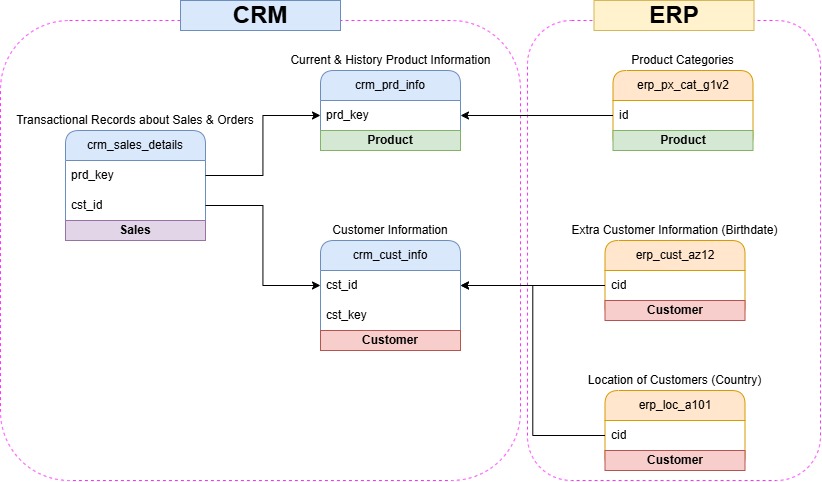 CRM
ERP
Current & History Product Information
crm_prd_info
prd_key
Product
Product Categories
erp_px_cat_g1v2
id
Product
Transactional Records about Sales & Orders
crm_sales_details
prd_key
cst_id
Sales
Customer Information
crm_cust_info
cst_id
cst_key
Customer
Extra Customer Information (Birthdate)
erp_cust_az12
cid
Customer
Location of Customers (Country)
erp_loc_a101
cid
Customer